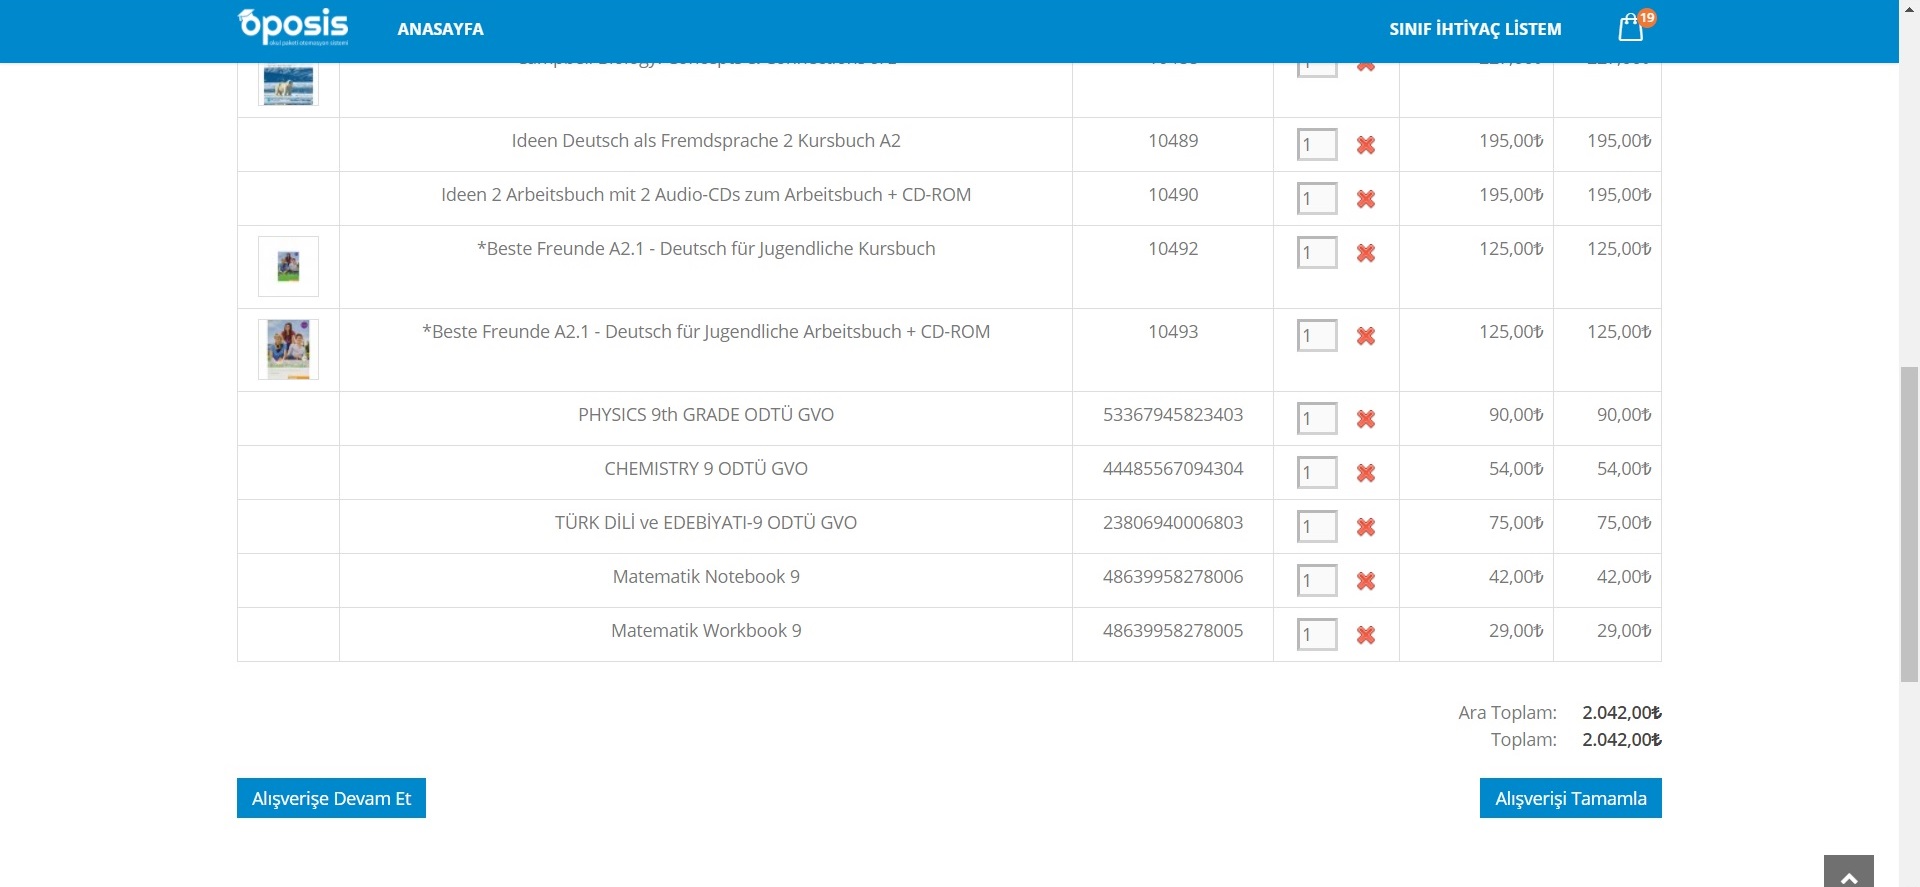 oposis
okul paketi otomasyon sistemi
ANASAYFA
SINIF İHTİYAÇ LİSTEM
19
Ideen Deutsch als Fremdsprache 2 Kursbuch A2 10489 1 195,00₺ 195,00₺
Ideen 2 Arbeitsbuch mit 2 Audio-CDs zum Arbeitsbuch + CD-ROM 10490 1 195,00₺ 195,00₺
*Beste Freunde A2.1 - Deutsch für Jugendliche Kursbuch 10492 1 125,00₺ 125,00₺
*Beste Freunde A2.1 - Deutsch für Jugendliche Arbeitsbuch + CD-ROM 10493 1 125,00₺ 125,00₺
PHYSICS 9th GRADE ODTÜ GVO 53367945823403 1 90,00₺ 90,00₺
CHEMISTRY 9 ODTÜ GVO 44485567094304 1 54,00₺ 54,00₺
TÜRK DİLİ ve EDEBİYATI-9 ODTÜ GVO 23806940006803 1 75,00₺ 75,00₺
Matematik Notebook 9 48639958278006 1 42,00₺ 42,00₺
Matematik Workbook 9 48639958278005 1 29,00₺ 29,00₺
Ara Toplam: 2.042,00₺
Toplam: 2.042,00₺
Alışverişe Devam Et
Alışverişi Tamamla